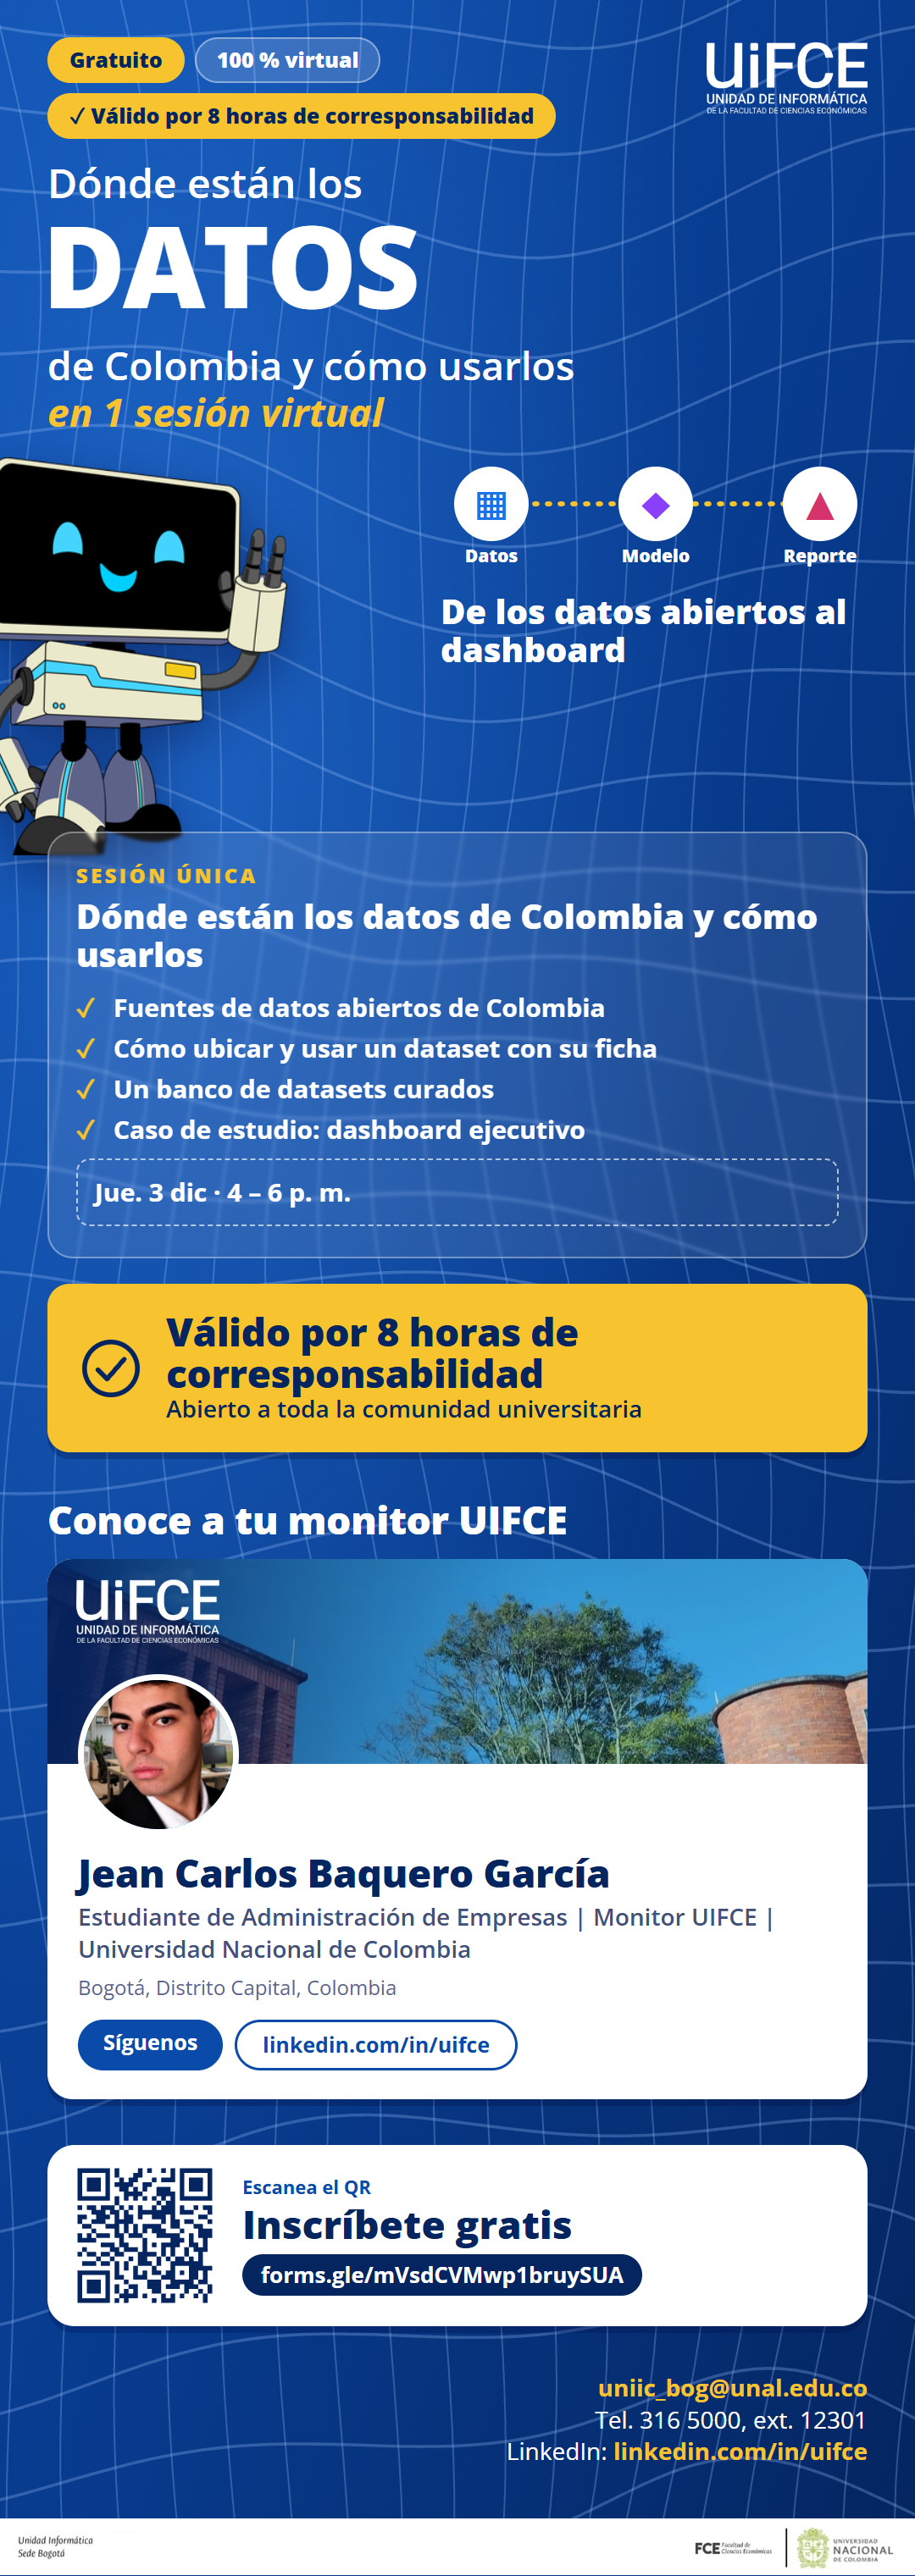 Gratuito
100 % virtual
UiFCE
UNIDAD DE INFORMÁTICA
DE LA FACULTAD DE CIENCIAS ECONÓMICAS
✓ Válido por 8 horas de corresponsabilidad
Dónde están los
DATOS
de Colombia y cómo usarlos
en 1 sesión virtual
Datos
Modelo
Reporte
De los datos abiertos al
dashboard
SESIÓN ÚNICA
Dónde están los datos de Colombia y cómo
usarlos
✓ Fuentes de datos abiertos de Colombia
✓ Cómo ubicar y usar un dataset con su ficha
✓ Un banco de datasets curados
✓ Caso de estudio: dashboard ejecutivo
Jue. 3 dic · 4 – 6 p. m.
Válido por 8 horas de
corresponsabilidad
Abierto a toda la comunidad universitaria
Conoce a tu monitor UIFCE
UiFCE
UNIDAD DE INFORMÁTICA
DE LA FACULTAD DE CIENCIAS ECONÓMICAS
Jean Carlos Baquero García
Estudiante de Administración de Empresas | Monitor UIFCE |
Universidad Nacional de Colombia
Bogotá, Distrito Capital, Colombia
Síguenos
linkedin.com/in/uifce
Escanea el QR
Inscríbete gratis
forms.gle/mVsdCVMwp1bruySUA
uniic_bog@unal.edu.co
Tel. 316 5000, ext. 12301
LinkedIn: linkedin.com/in/uifce
Unidad Informática
Sede Bogotá
FCE Facultad de
Ciencias Económicas
UNIVERSIDAD
NACIONAL
DE COLOMBIA